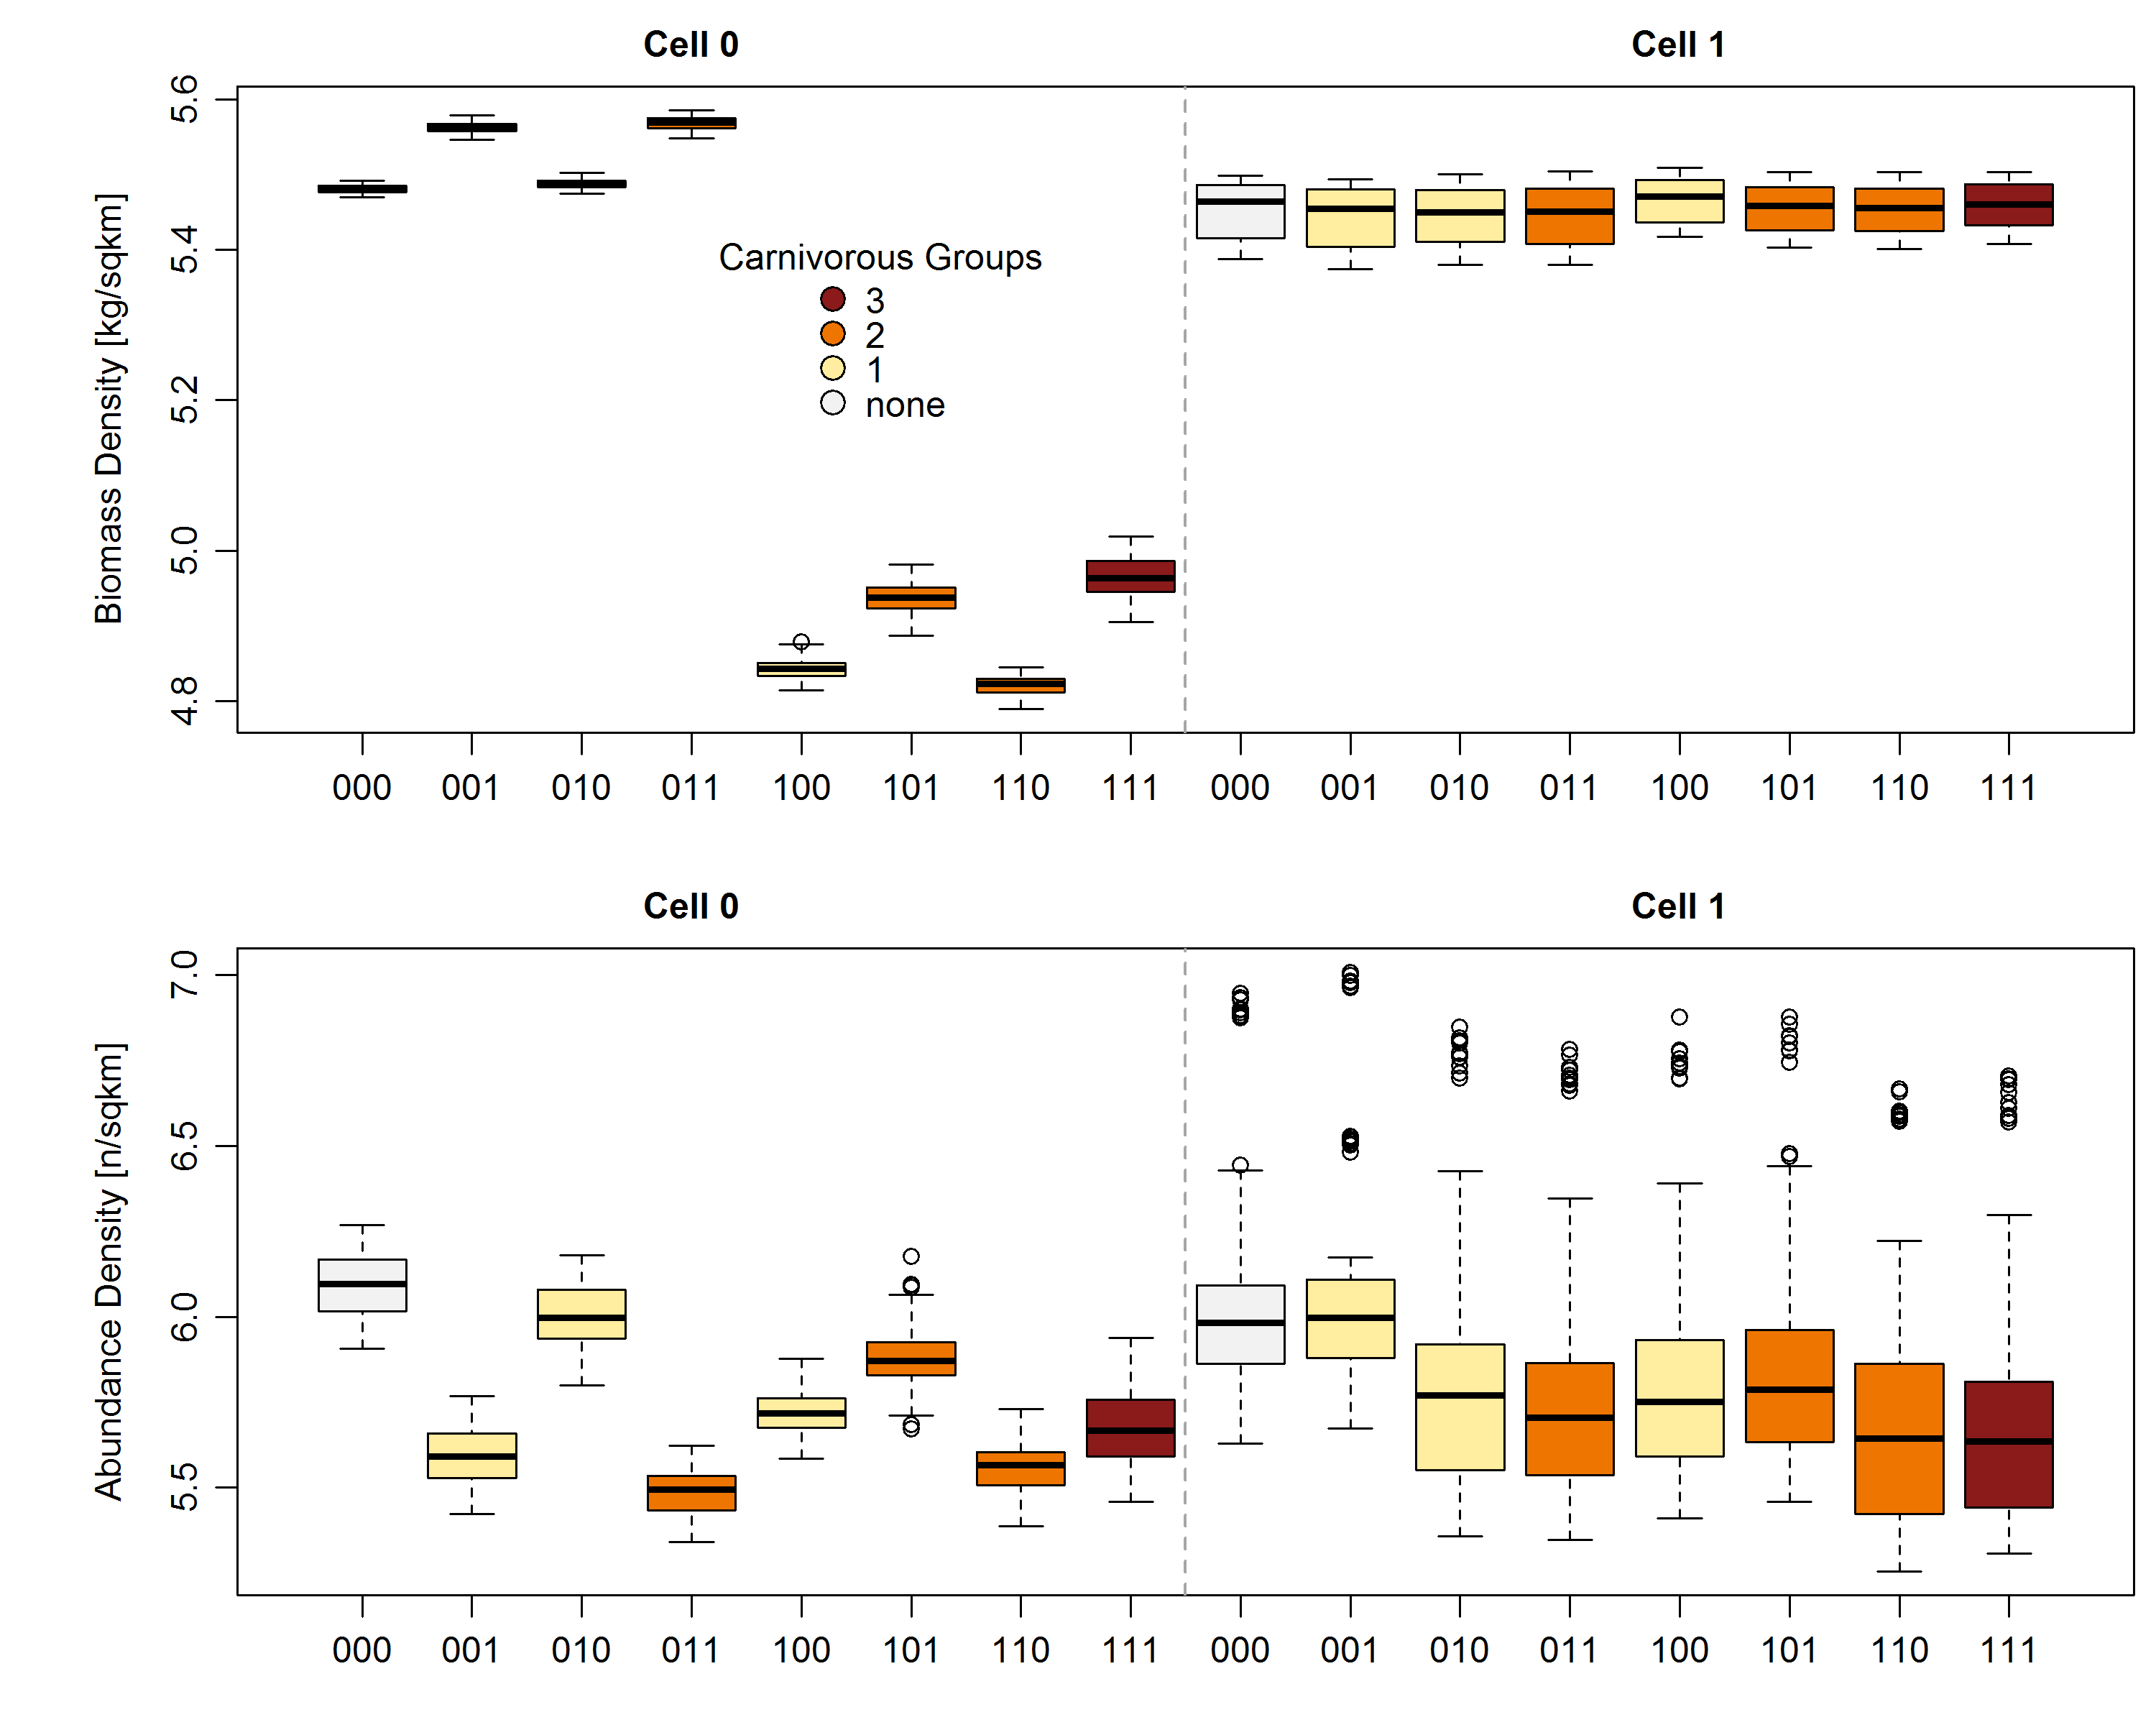 Cell 0 Cell 1
Biomass Density [kg/sqkm]
5.6
5.4
5.2
5.0
4.8
Carnivorous Groups
3
2
1
none
000 001 010 011 100 101 110 111 000 001 010 011 100 101 110 111
Cell 0 Cell 1
Abundance Density [n/sqkm]
7.0
6.5
6.0
5.5
000 001 010 011 100 101 110 111 000 001 010 011 100 101 110 111